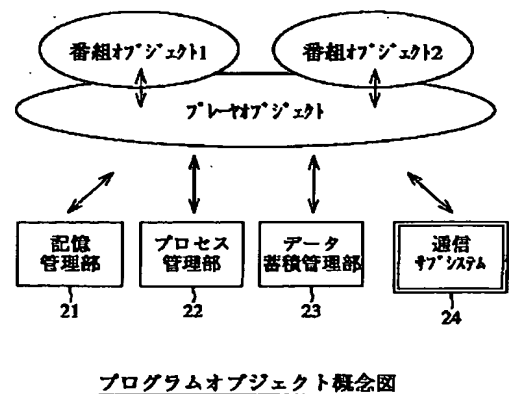 番組オブジェクト1
番組オブジェクト2
プレーヤオブジェクト
記憶
管理部
プロセス
管理部
データ
蓄積管理部
通信
サブシステム
21
22
23
24
プログラムオブジェクト概念図